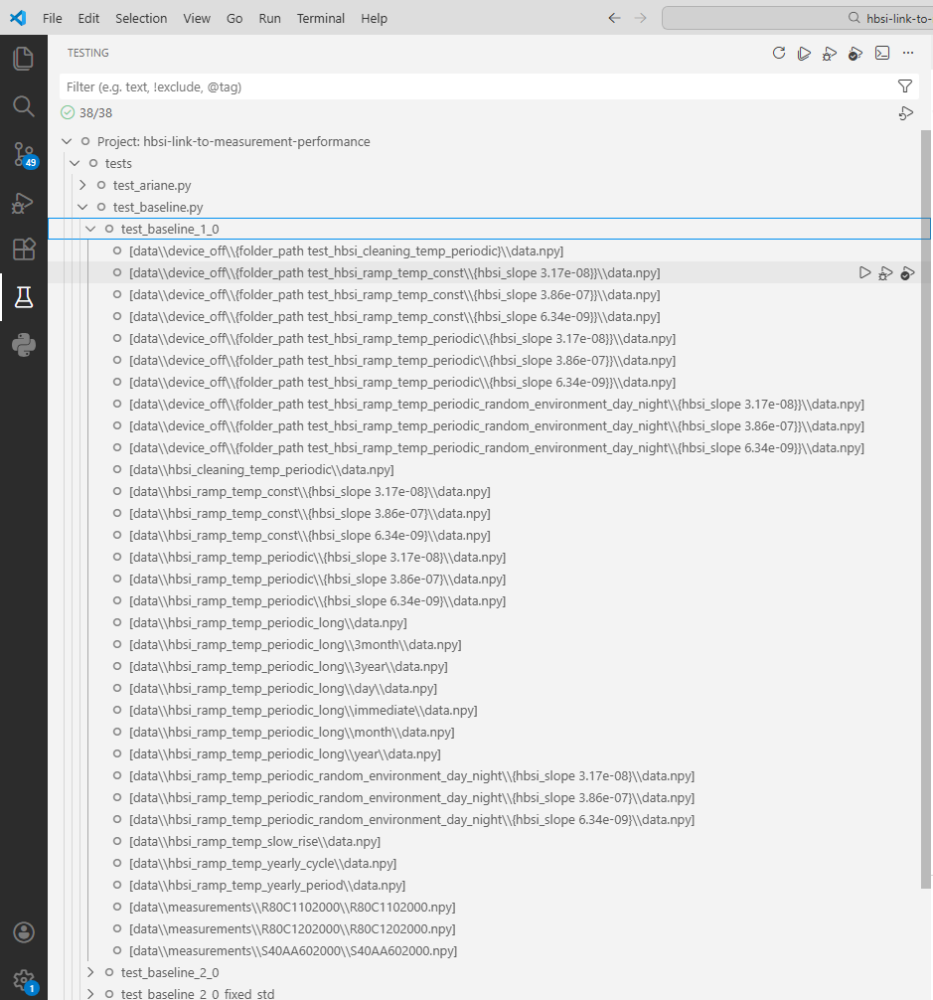 File Edit Selection View Go Run Terminal Help hbsi-link-to-
TESTING
Filter (e.g. text, !exclude, @tag)
38/38
Project: hbsi-link-to-measurement-performance
49
tests
test_ariane.py
test_baseline.py
test_baseline_1_0
[data\\device_off\\{folder_path test_hbsi_cleaning_temp_periodic}\\data.npy]
[data\\device_off\\{folder_path test_hbsi_ramp_temp_const\\{hbsi_slope 3.17e-08}}\\data.npy]
[data\\device_off\\{folder_path test_hbsi_ramp_temp_const\\{hbsi_slope 3.86e-07}}\\data.npy]
[data\\device_off\\{folder_path test_hbsi_ramp_temp_const\\{hbsi_slope 6.34e-09}}\\data.npy]
[data\\device_off\\{folder_path test_hbsi_ramp_temp_periodic\\{hbsi_slope 3.17e-08}}\\data.npy]
[data\\device_off\\{folder_path test_hbsi_ramp_temp_periodic\\{hbsi_slope 3.86e-07}}\\data.npy]
[data\\device_off\\{folder_path test_hbsi_ramp_temp_periodic\\{hbsi_slope 6.34e-09}}\\data.npy]
[data\\device_off\\{folder_path test_hbsi_ramp_temp_periodic_random_environment_day_night\\{hbsi_slope 3.17e-08}}\\data.npy]
[data\\device_off\\{folder_path test_hbsi_ramp_temp_periodic_random_environment_day_night\\{hbsi_slope 3.86e-07}}\\data.npy]
[data\\device_off\\{folder_path test_hbsi_ramp_temp_periodic_random_environment_day_night\\{hbsi_slope 6.34e-09}}\\data.npy]
[data\\hbsi_cleaning_temp_periodic\\data.npy]
[data\\hbsi_ramp_temp_const\\{hbsi_slope 3.17e-08}\\data.npy]
[data\\hbsi_ramp_temp_const\\{hbsi_slope 3.86e-07}\\data.npy]
[data\\hbsi_ramp_temp_const\\{hbsi_slope 6.34e-09}\\data.npy]
[data\\hbsi_ramp_temp_periodic\\{hbsi_slope 3.17e-08}\\data.npy]
[data\\hbsi_ramp_temp_periodic\\{hbsi_slope 3.86e-07}\\data.npy]
[data\\hbsi_ramp_temp_periodic\\{hbsi_slope 6.34e-09}\\data.npy]
[data\\hbsi_ramp_temp_periodic_long\\data.npy]
[data\\hbsi_ramp_temp_periodic_long\\3month\\data.npy]
[data\\hbsi_ramp_temp_periodic_long\\3year\\data.npy]
[data\\hbsi_ramp_temp_periodic_long\\day\\data.npy]
[data\\hbsi_ramp_temp_periodic_long\\immediate\\data.npy]
[data\\hbsi_ramp_temp_periodic_long\\month\\data.npy]
[data\\hbsi_ramp_temp_periodic_long\\year\\data.npy]
[data\\hbsi_ramp_temp_periodic_random_environment_day_night\\{hbsi_slope 3.17e-08}\\data.npy]
[data\\hbsi_ramp_temp_periodic_random_environment_day_night\\{hbsi_slope 3.86e-07}\\data.npy]
[data\\hbsi_ramp_temp_periodic_random_environment_day_night\\{hbsi_slope 6.34e-09}\\data.npy]
[data\\hbsi_ramp_temp_slow_rise\\data.npy]
[data\\hbsi_ramp_temp_yearly_cycle\\data.npy]
[data\\hbsi_ramp_temp_yearly_period\\data.npy]
[data\\measurements\\R80C1102000\\R80C1102000.npy]
[data\\measurements\\R80C1202000\\R80C1202000.npy]
[data\\measurements\\S40AA602000\\S40AA602000.npy]
test_baseline_2_0
1
test_baseline_2_0_fixed_std